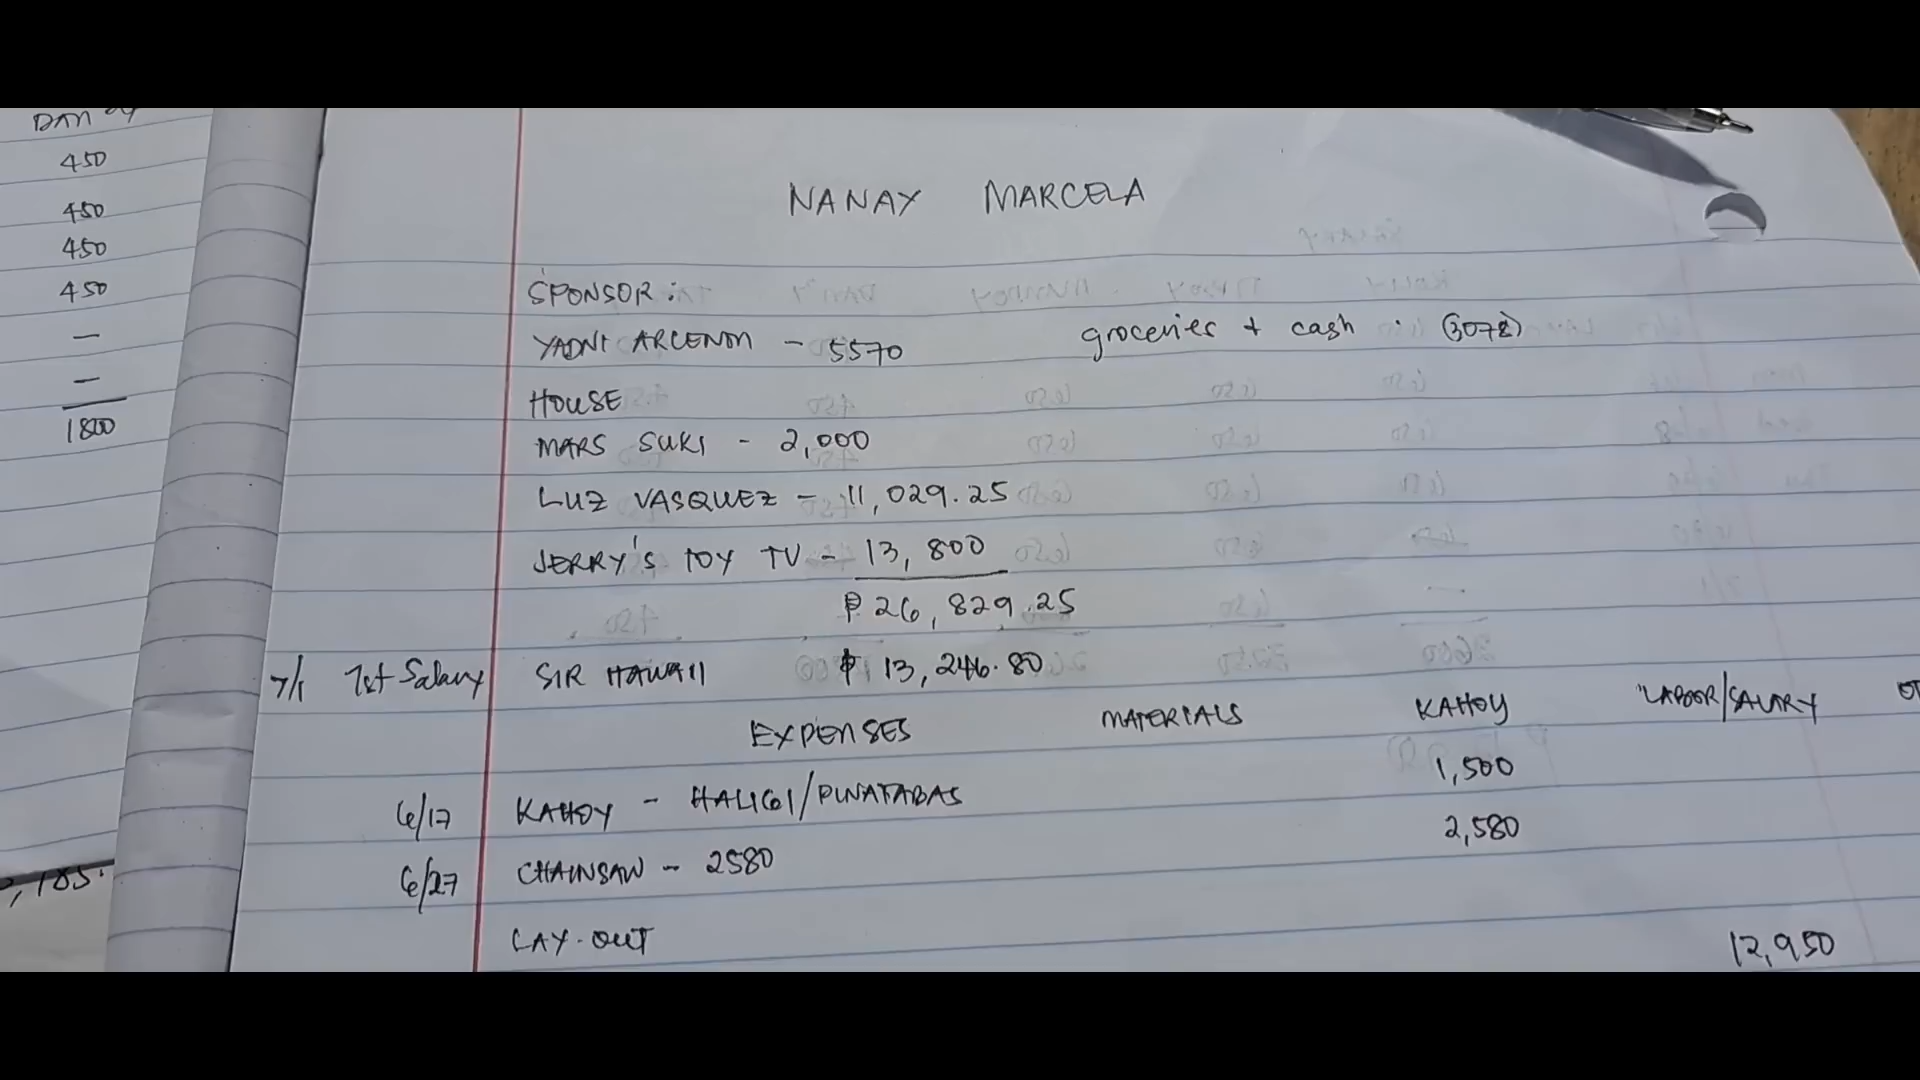 DAN
450
450
450
450
—
—
1800
NANAY MARCELA
SPONSOR:
YADNI ARCENON - 5570 groceries + cash : (3078)
HOUSE
MARS SUKI - 2,000
LUZ VASQUEZ - 11,029.25
JERRY'S TOY TV - 13,800
₱ 26,829.25
7/1 1st Salary SIR HAWAII ₱ 13,246.80
EXPENSES MATERIALS KAHOY LABOR/SALARY OT
6/17 KAHOY - HALIGI/PINATABAS 1,500
6/27 CHAINSAW - 2580 2,580
LAY-OUT 12,950